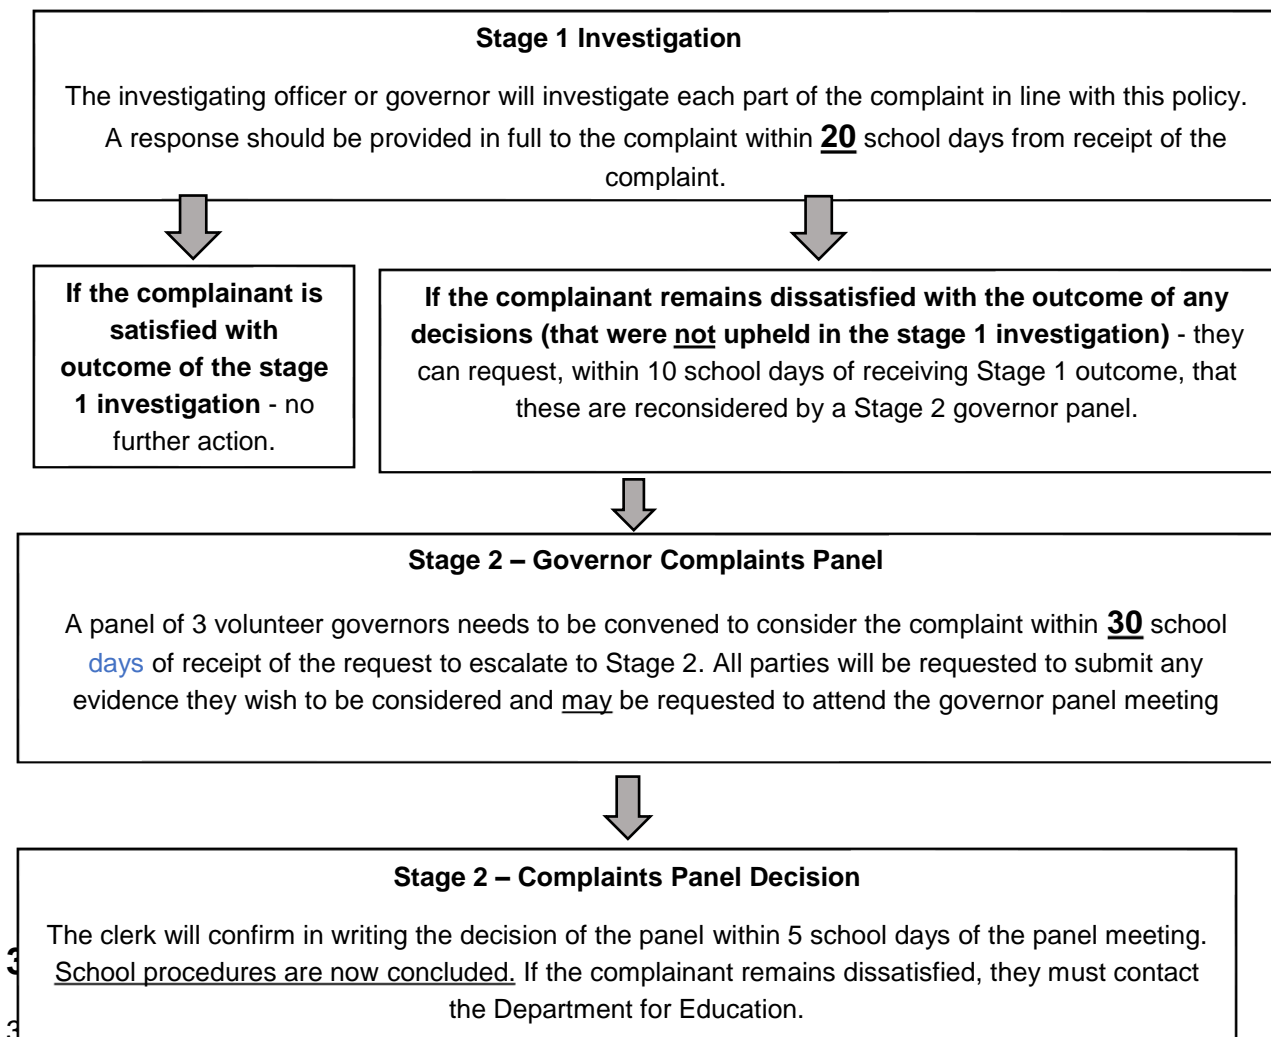 Stage 1 Investigation
The investigating officer or governor will investigate each part of the complaint in line with this policy.
A response should be provided in full to the complaint within 20 school days from receipt of the
complaint.
If the complainant is
satisfied with
outcome of the stage
1 investigation - no
further action.
If the complainant remains dissatisfied with the outcome of any
decisions (that were not upheld in the stage 1 investigation) - they
can request, within 10 school days of receiving Stage 1 outcome, that
these are reconsidered by a Stage 2 governor panel.
Stage 2 – Governor Complaints Panel
A panel of 3 volunteer governors needs to be convened to consider the complaint within 30 school
days of receipt of the request to escalate to Stage 2. All parties will be requested to submit any
evidence they wish to be considered and may be requested to attend the governor panel meeting
Stage 2 – Complaints Panel Decision
The clerk will confirm in writing the decision of the panel within 5 school days of the panel meeting.
School procedures are now concluded. If the complainant remains dissatisfied, they must contact
the Department for Education.